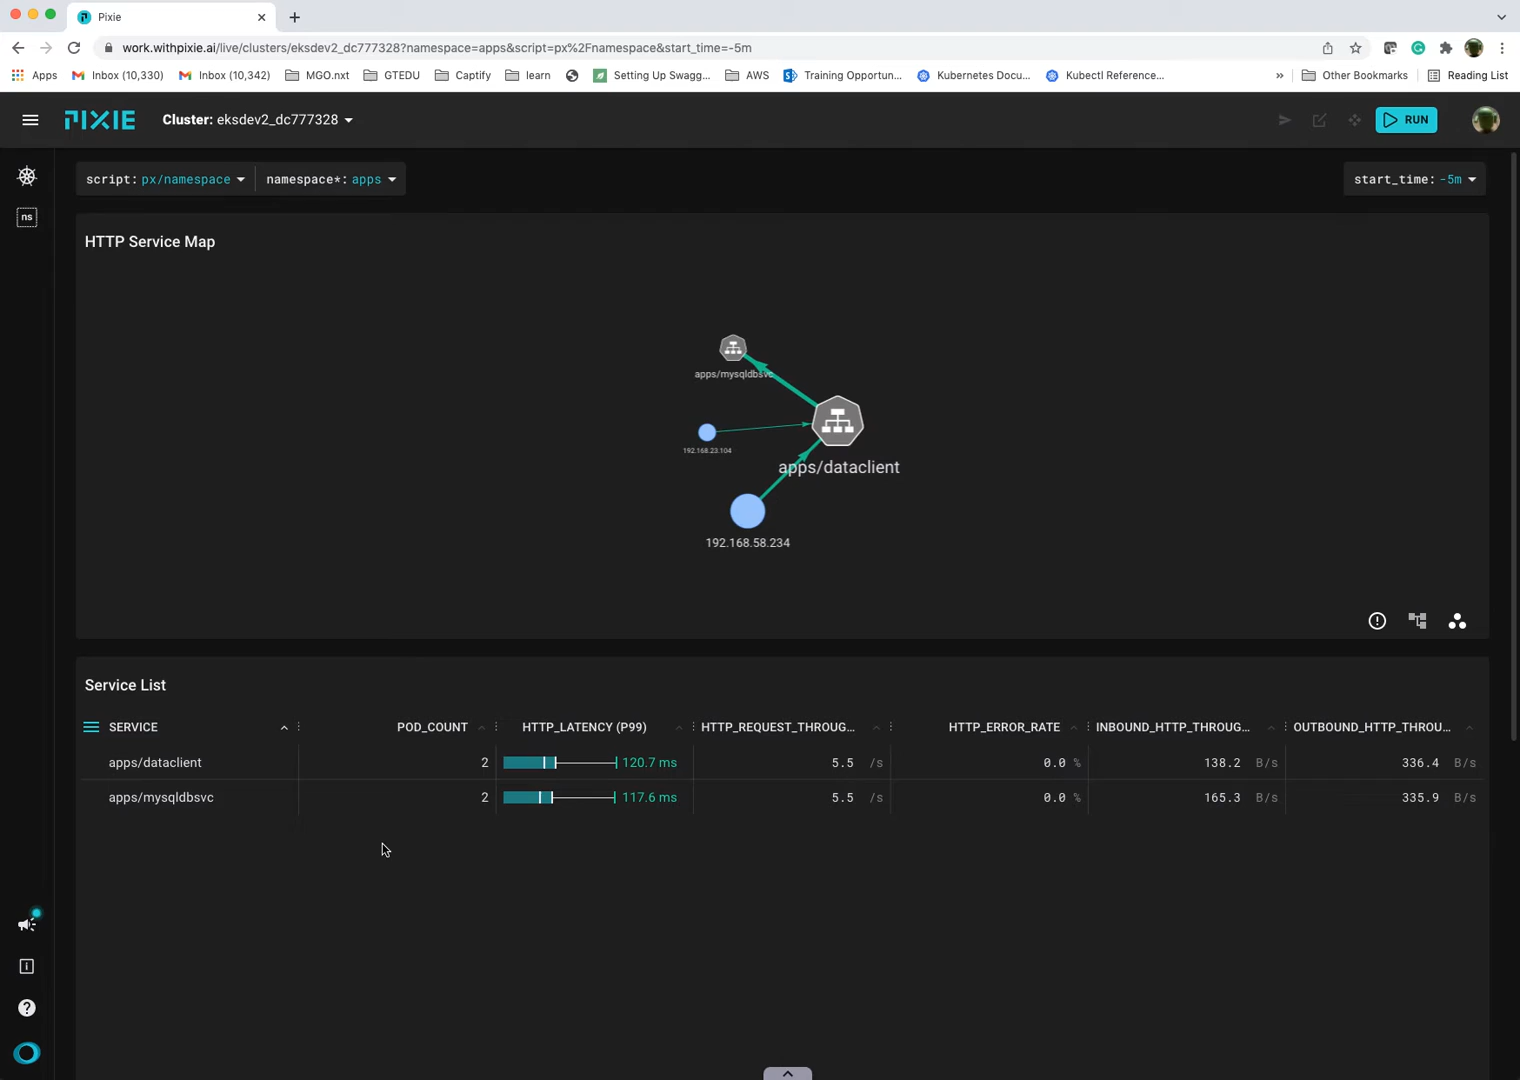 Pixie
work.withpixie.ai/live/clusters/eksdev2_dc777328?namespace=apps&script=px%2Fnamespace&start_time=-5m
Apps Inbox (10,330) Inbox (10,342) MGO.nxt GTEDU Captify learn Setting Up Swagg... AWS Training Opportun... Kubernetes Docu... Kubectl Reference... » Other Bookmarks Reading List
PIXIE Cluster: eksdev2_dc777328 RUN
script: px/namespace namespace*: apps start_time: -5m
ns
HTTP Service Map
apps/mysqldbsvc
192.168.23.104
apps/dataclient
192.168.58.234
Service List
SERVICE POD_COUNT HTTP_LATENCY (P99) HTTP_REQUEST_THROUG... HTTP_ERROR_RATE INBOUND_HTTP_THROUG... OUTBOUND_HTTP_THROU...
apps/dataclient 2 120.7 ms 5.5 /s 0.0 % 138.2 B/s 336.4 B/s
apps/mysqldbsvc 2 117.6 ms 5.5 /s 0.0 % 165.3 B/s 335.9 B/s